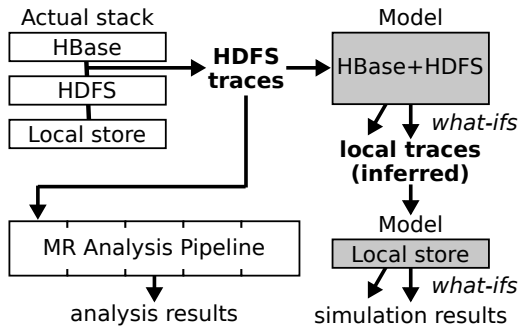 Actual stack
HBase
HDFS
Local store
HDFS
traces
Model
HBase+HDFS
what-ifs
local traces
(inferred)
Model
Local store
what-ifs
simulation results
MR Analysis Pipeline
analysis results